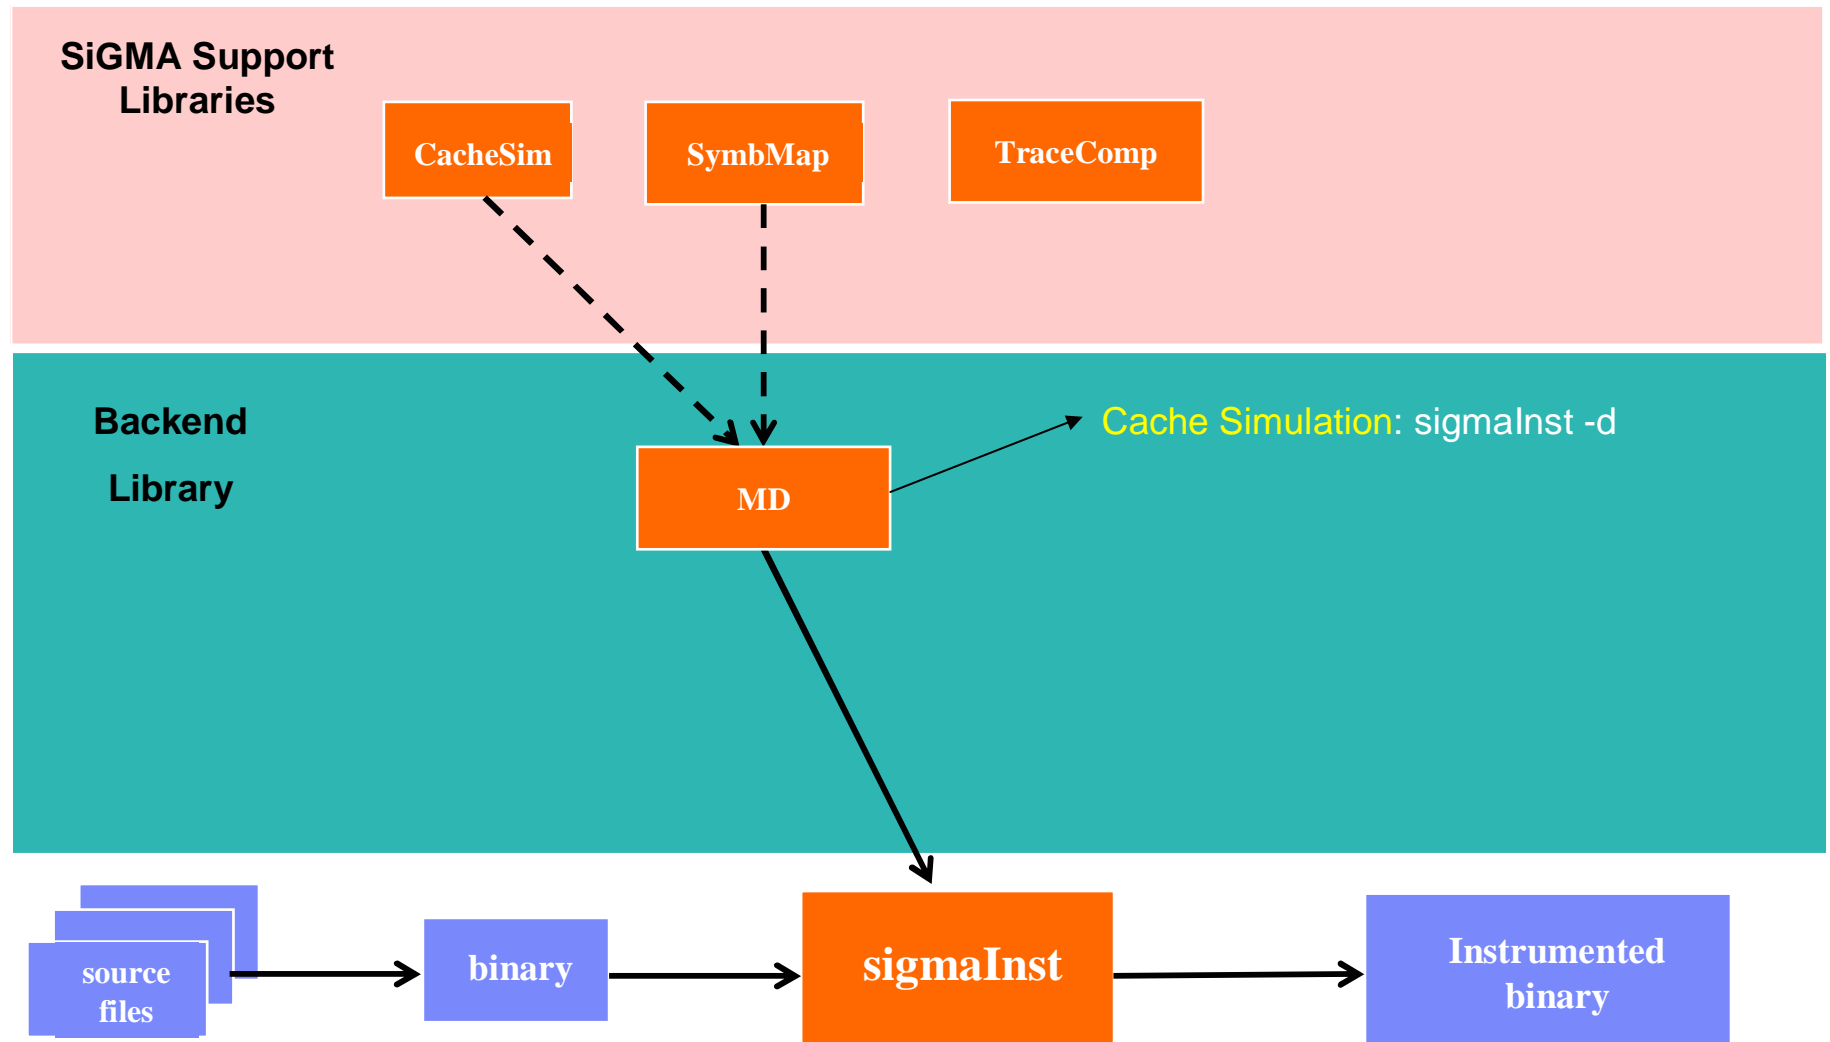 SiGMA Support
Libraries
CacheSim
SymbMap
TraceComp
Backend
Library
Cache Simulation: sigmaInst -d
MD
source
files
binary
sigmaInst
Instrumented
binary